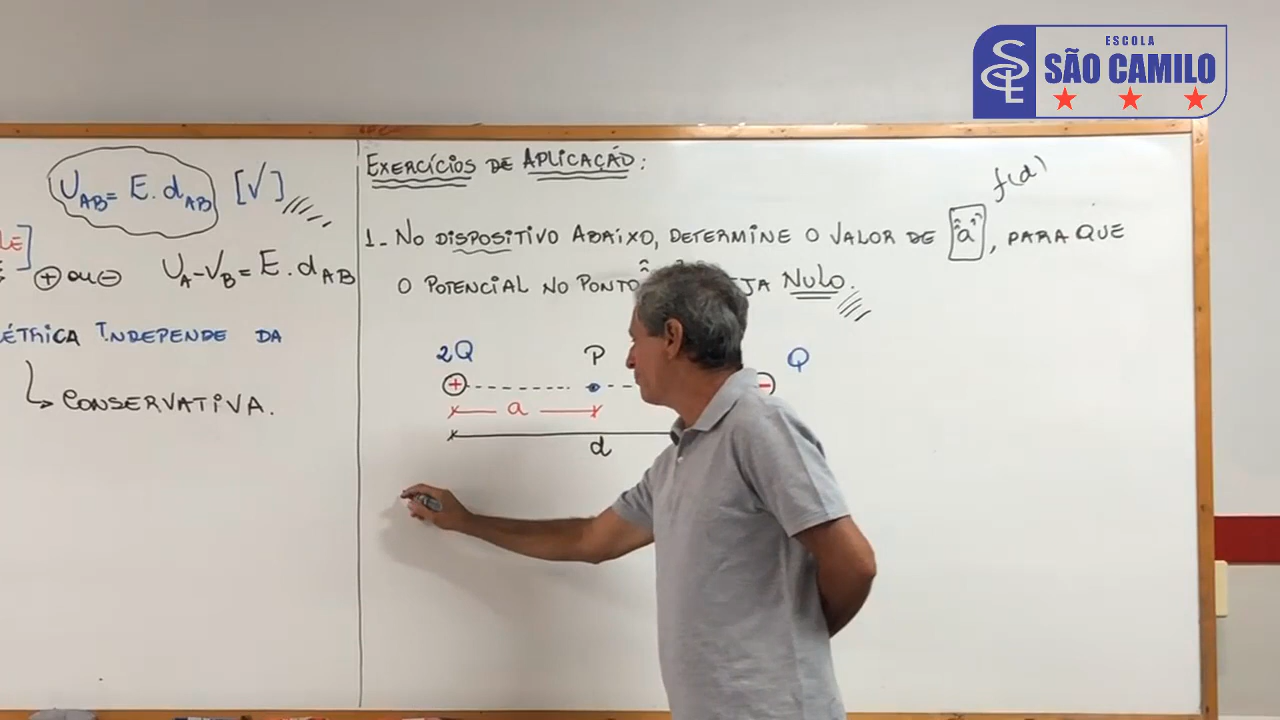 ESCOLA
SÃO CAMILO
U_AB = E. d_AB [√]
⊕ ou ⊖ U_A - V_B = E. d_AB
ÉTRICA INDEPENDE DA
CONSERVATIVA.
EXERCÍCIOS DE APLICAÇÃO:
f(d)
1- NO DISPOSITIVO ABAÍXO, DETERMINE O VALOR DE "a", PARA QUE
O POTENCIAL NO PONTO NULO.
2Q P Q
+ −
a
d